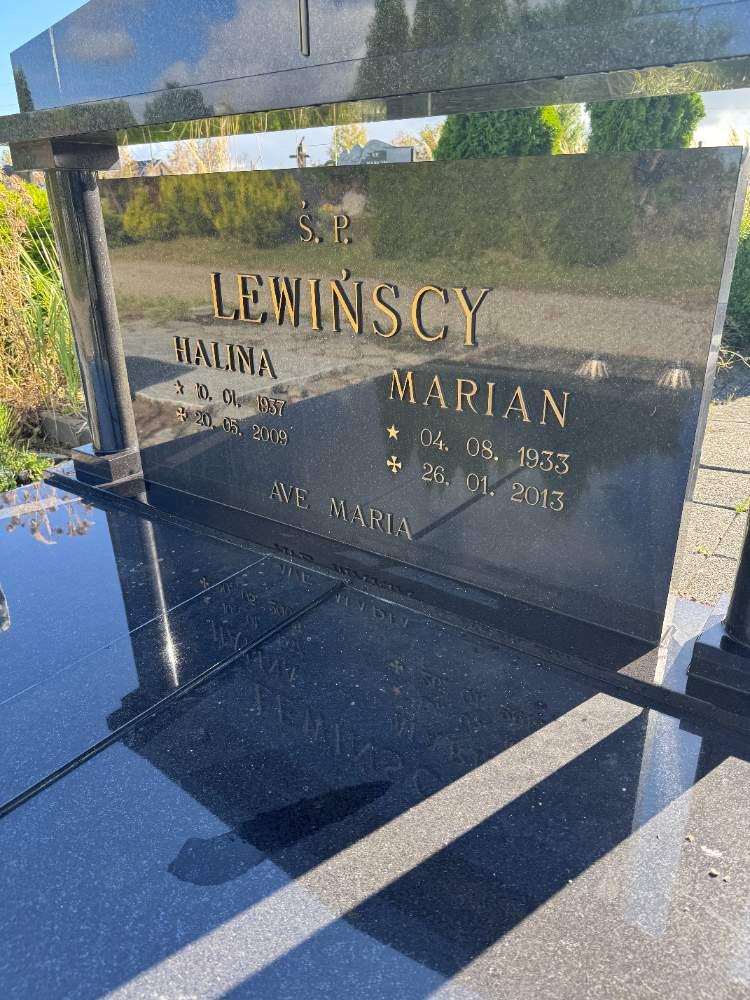 Ś. P.
LEWIŃSCY
HALINA
★ 10. 01. 1937
✠ 20. 05. 2009
MARIAN
★ 04. 08. 1933
✠ 26. 01. 2013
AVE MARIA